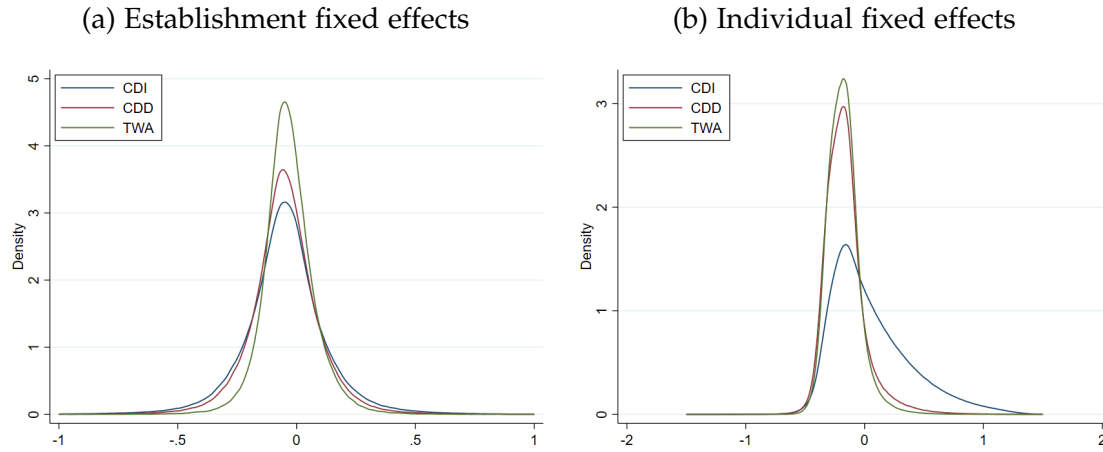 (a) Establishment fixed effects
CDI
CDD
TWA
Density
5
4
3
2
1
0
-1
-.5
0
.5
1
(b) Individual fixed effects
CDI
CDD
TWA
Density
3
2
1
0
-2
-1
0
1
2